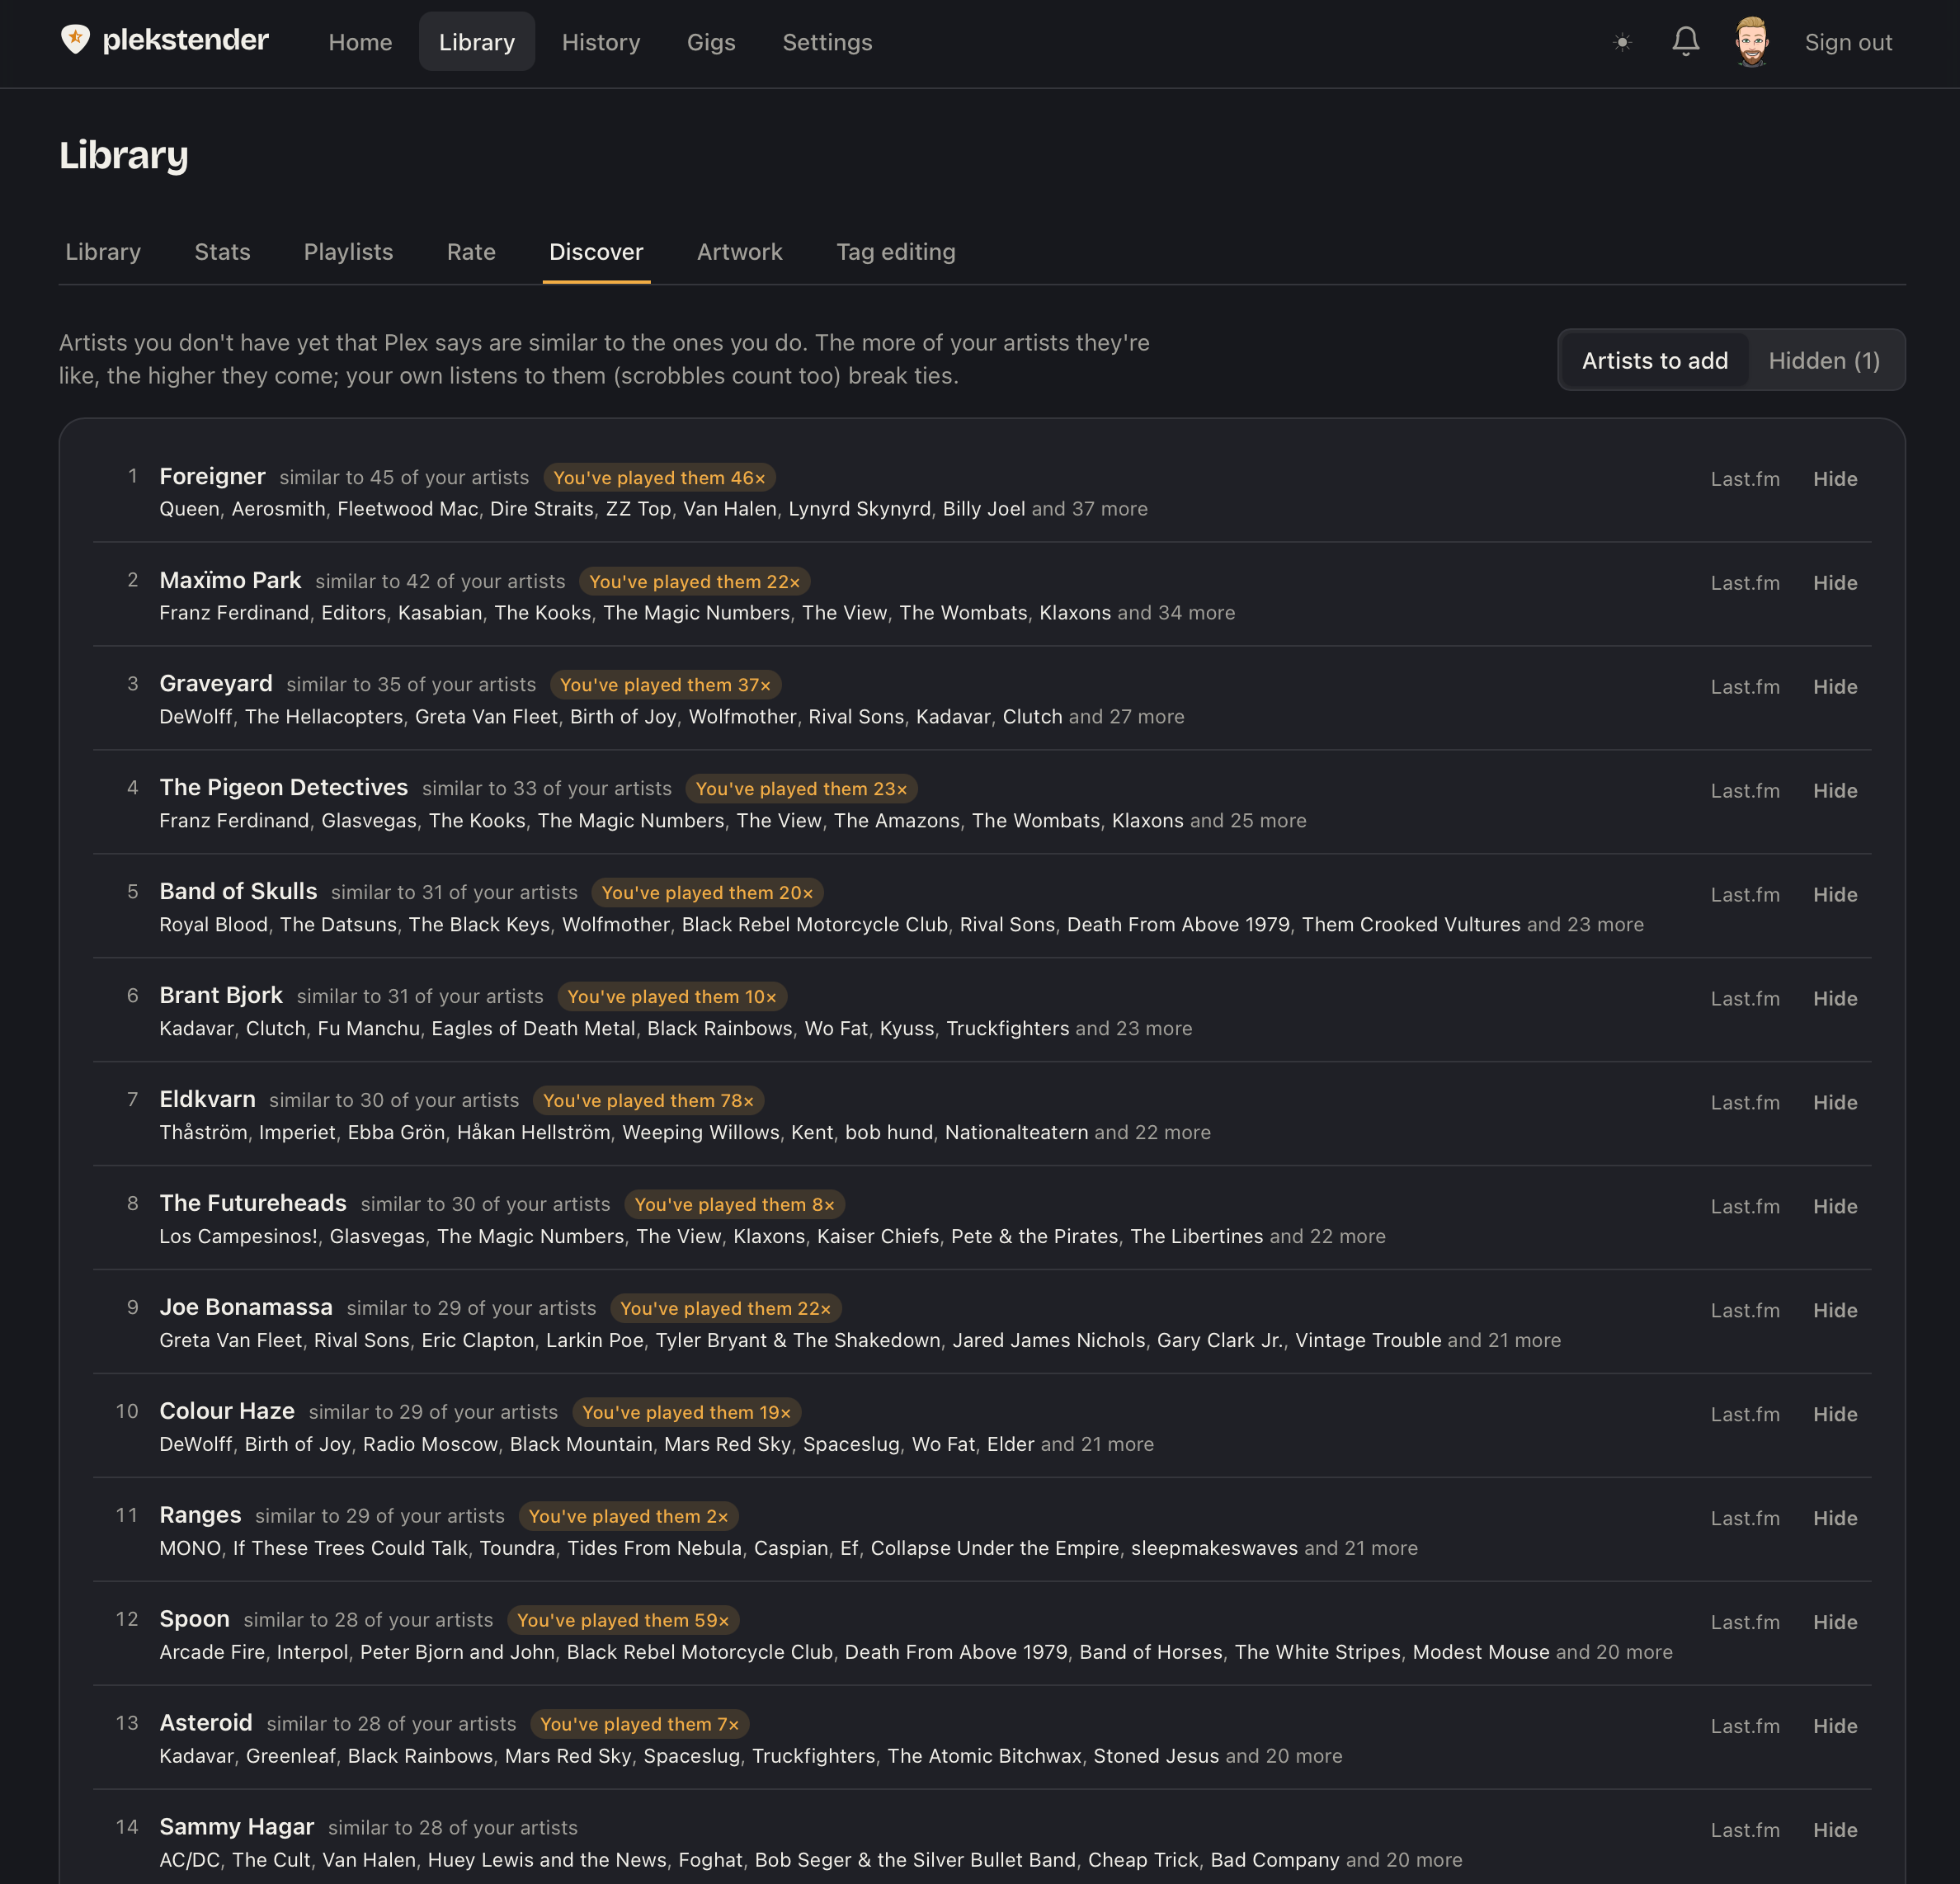 plekstender Home Library History Gigs Settings Sign out
Library
Library Stats Playlists Rate Discover Artwork Tag editing
Artists you don't have yet that Plex says are similar to the ones you do. The more of your artists they're
like, the higher they come; your own listens to them (scrobbles count too) break ties.
Artists to add Hidden (1)
1 Foreigner similar to 45 of your artists You've played them 46× Last.fm Hide
Queen, Aerosmith, Fleetwood Mac, Dire Straits, ZZ Top, Van Halen, Lynyrd Skynyrd, Billy Joel and 37 more
2 Maxïmo Park similar to 42 of your artists You've played them 22× Last.fm Hide
Franz Ferdinand, Editors, Kasabian, The Kooks, The Magic Numbers, The View, The Wombats, Klaxons and 34 more
3 Graveyard similar to 35 of your artists You've played them 37× Last.fm Hide
DeWolff, The Hellacopters, Greta Van Fleet, Birth of Joy, Wolfmother, Rival Sons, Kadavar, Clutch and 27 more
4 The Pigeon Detectives similar to 33 of your artists You've played them 23× Last.fm Hide
Franz Ferdinand, Glasvegas, The Kooks, The Magic Numbers, The View, The Amazons, The Wombats, Klaxons and 25 more
5 Band of Skulls similar to 31 of your artists You've played them 20× Last.fm Hide
Royal Blood, The Datsuns, The Black Keys, Wolfmother, Black Rebel Motorcycle Club, Rival Sons, Death From Above 1979, Them Crooked Vultures and 23 more
6 Brant Bjork similar to 31 of your artists You've played them 10× Last.fm Hide
Kadavar, Clutch, Fu Manchu, Eagles of Death Metal, Black Rainbows, Wo Fat, Kyuss, Truckfighters and 23 more
7 Eldkvarn similar to 30 of your artists You've played them 78× Last.fm Hide
Thåström, Imperiet, Ebba Grön, Håkan Hellström, Weeping Willows, Kent, bob hund, Nationalteatern and 22 more
8 The Futureheads similar to 30 of your artists You've played them 8× Last.fm Hide
Los Campesinos!, Glasvegas, The Magic Numbers, The View, Klaxons, Kaiser Chiefs, Pete & the Pirates, The Libertines and 22 more
9 Joe Bonamassa similar to 29 of your artists You've played them 22× Last.fm Hide
Greta Van Fleet, Rival Sons, Eric Clapton, Larkin Poe, Tyler Bryant & The Shakedown, Jared James Nichols, Gary Clark Jr., Vintage Trouble and 21 more
10 Colour Haze similar to 29 of your artists You've played them 19× Last.fm Hide
DeWolff, Birth of Joy, Radio Moscow, Black Mountain, Mars Red Sky, Spaceslug, Wo Fat, Elder and 21 more
11 Ranges similar to 29 of your artists You've played them 2× Last.fm Hide
MONO, If These Trees Could Talk, Toundra, Tides From Nebula, Caspian, Ef, Collapse Under the Empire, sleepmakeswaves and 21 more
12 Spoon similar to 28 of your artists You've played them 59× Last.fm Hide
Arcade Fire, Interpol, Peter Bjorn and John, Black Rebel Motorcycle Club, Death From Above 1979, Band of Horses, The White Stripes, Modest Mouse and 20 more
13 Asteroid similar to 28 of your artists You've played them 7× Last.fm Hide
Kadavar, Greenleaf, Black Rainbows, Mars Red Sky, Spaceslug, Truckfighters, The Atomic Bitchwax, Stoned Jesus and 20 more
14 Sammy Hagar similar to 28 of your artists Last.fm Hide
AC/DC, The Cult, Van Halen, Huey Lewis and the News, Foghat, Bob Seger & the Silver Bullet Band, Cheap Trick, Bad Company and 20 more